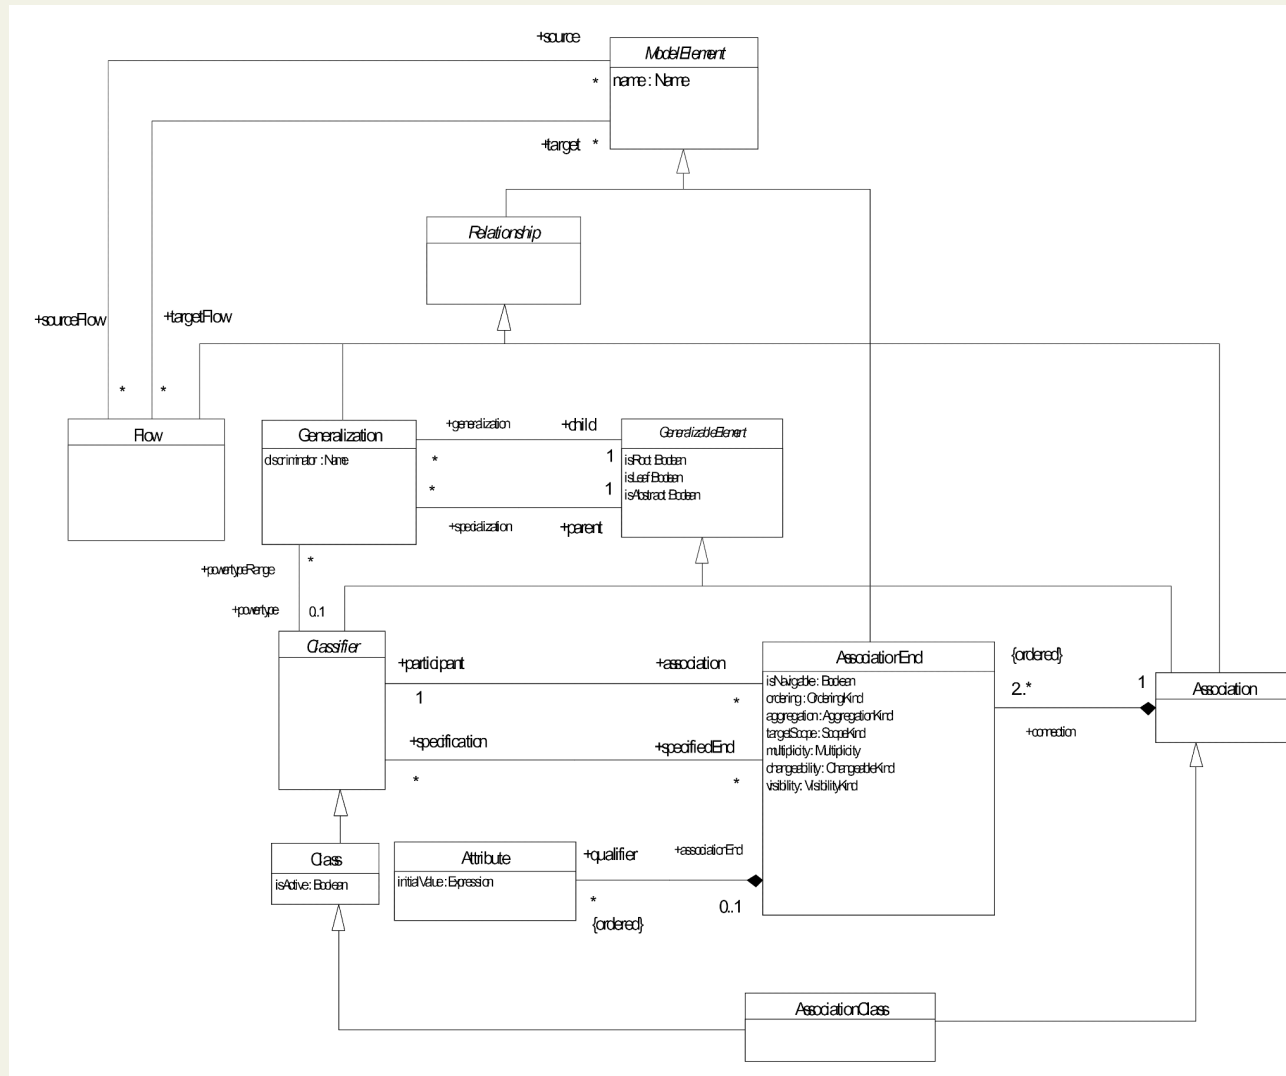 +source
ModelElement
*
name : Name
+target *
Relationship
+sourceFlow
+targetFlow
* *
Flow
Generalization
discriminator : Name
+generalization
+child
*
1
*
1
+specialization
+parent
GeneralizableElement
isRoot : Boolean
isLeaf : Boolean
isAbstract : Boolean
+powertypeRange
*
+powertype
0..1
Classifier
+participant
+association
1
*
+specification
+specifiedEnd
*
*
AssociationEnd
isNavigable : Boolean
ordering : OrderingKind
aggregation : AggregationKind
targetScope : ScopeKind
multiplicity : Multiplicity
changeability : ChangeableKind
visibility : VisibilityKind
{ordered}
2..*
1
+connection
Association
Class
isActive : Boolean
Attribute
initialValue : Expression
+qualifier
+associationEnd
*
0..1
{ordered}
AssociationClass